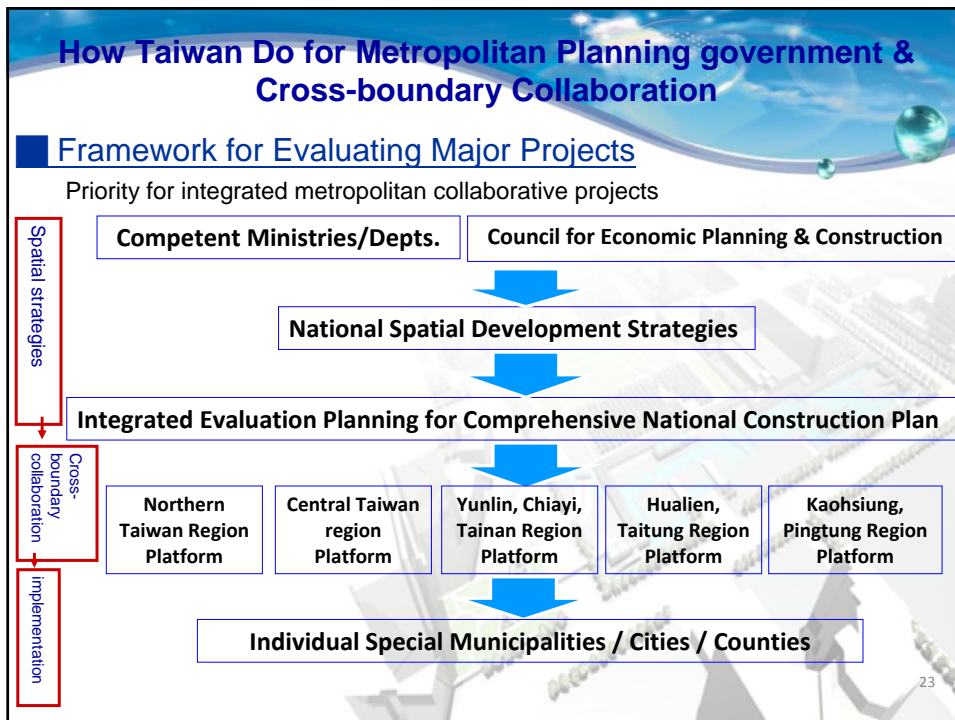 How Taiwan Do for Metropolitan Planning government &
Cross-boundary Collaboration
Framework for Evaluating Major Projects
Priority for integrated metropolitan collaborative projects
Spatial strategies
Competent Ministries/Depts.
Council for Economic Planning & Construction
National Spatial Development Strategies
Integrated Evaluation Planning for Comprehensive National Construction Plan
Cross-
boundary
collaboration
Northern
Taiwan Region
Platform
Central Taiwan
region
Platform
Yunlin, Chiayi,
Tainan Region
Platform
Hualien,
Taitung Region
Platform
Kaohsiung,
Pingtung Region
Platform
implementation
Individual Special Municipalities / Cities / Counties
23